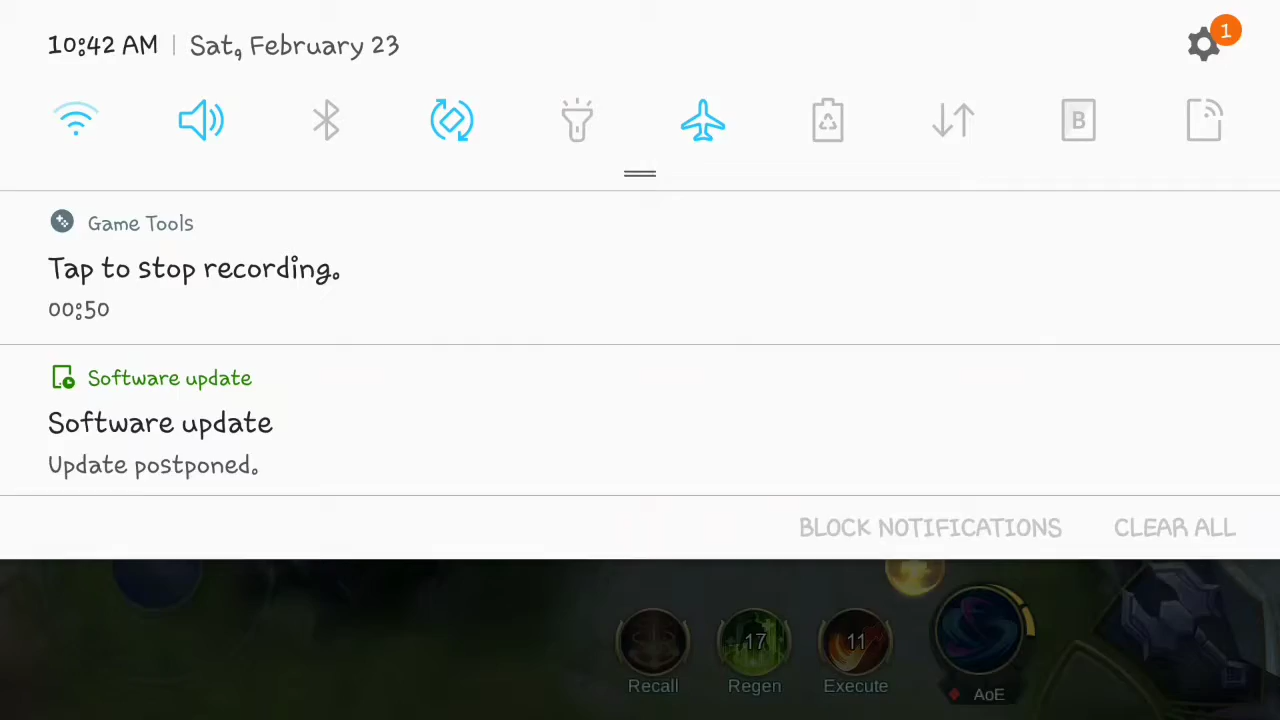 10:42 AM | Sat, February 23
1
B
Game Tools
Tap to stop recording.
00:50
Software update
Software update
Update postponed.
BLOCK NOTIFICATIONS CLEAR ALL
17 11
Recall Regen Execute AoE